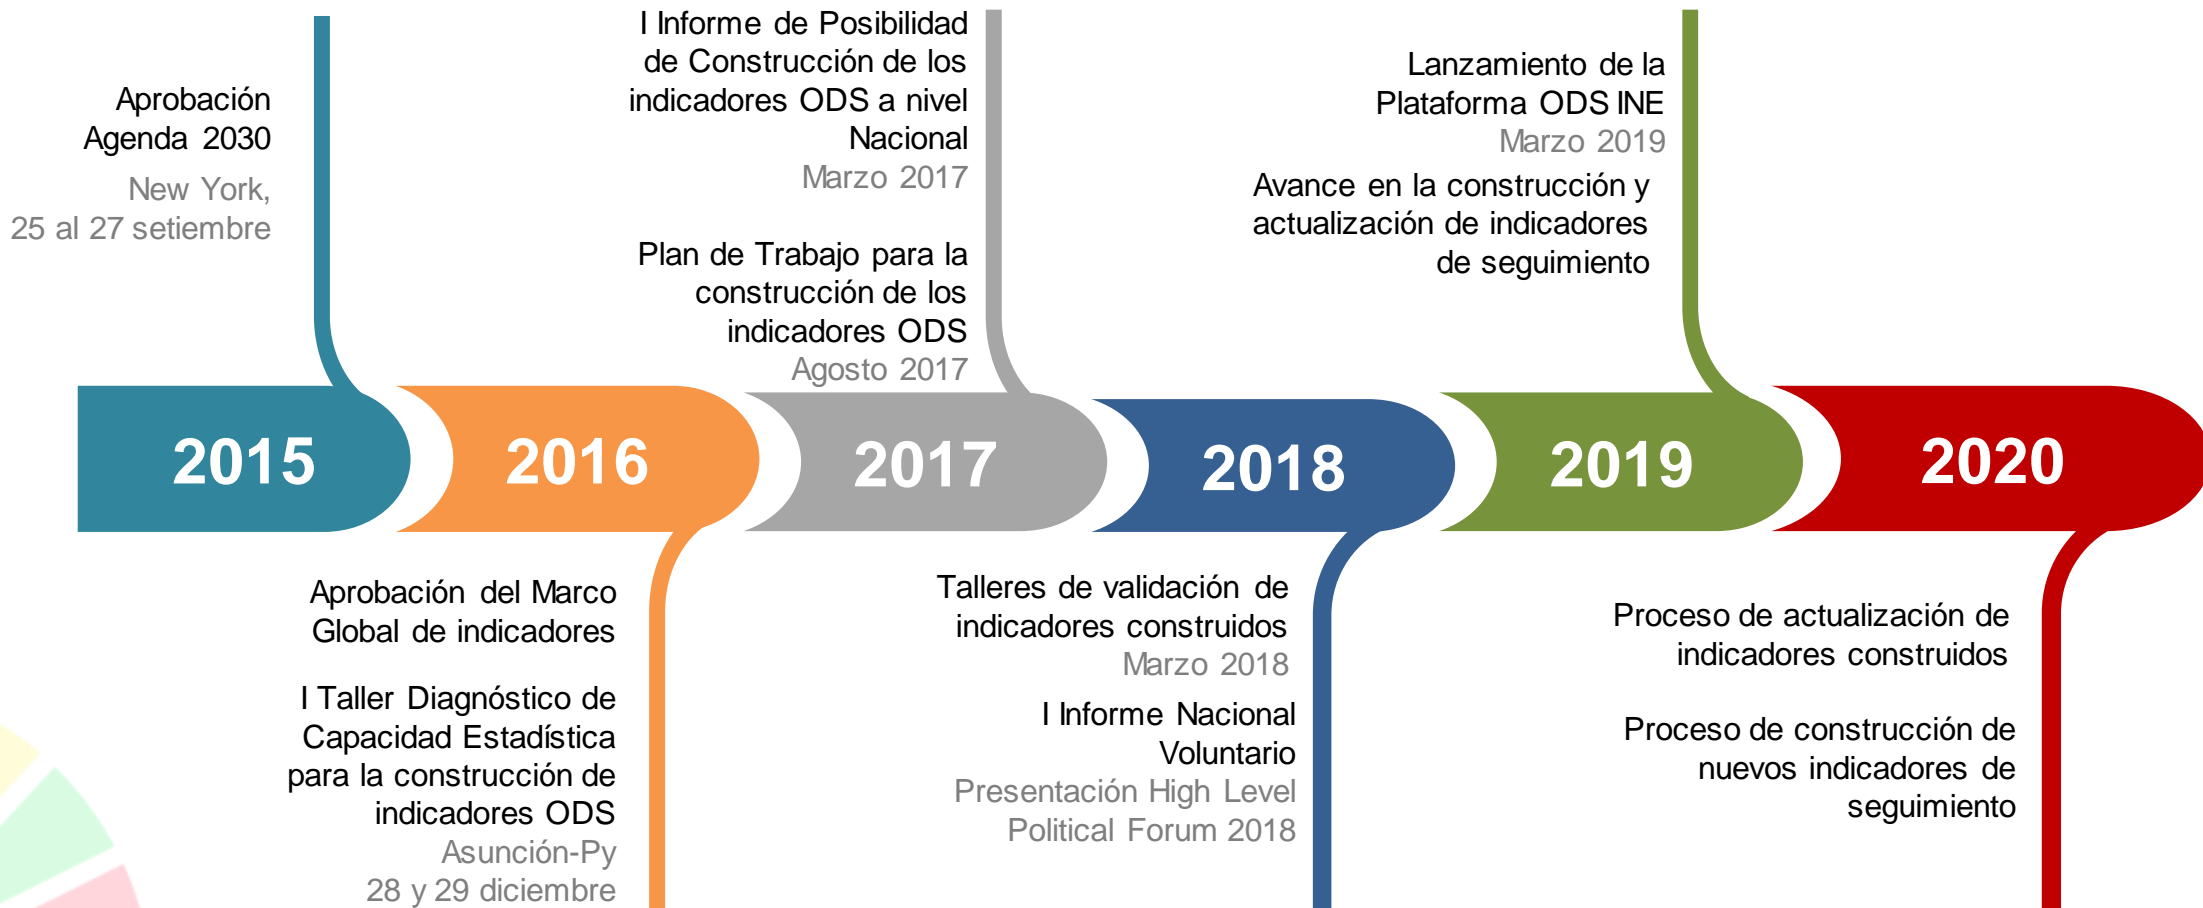 Aprobación
Agenda 2030
New York,
25 al 27 setiembre
I Informe de Posibilidad
de Construcción de los
indicadores ODS a nivel
Nacional
Marzo 2017
Plan de Trabajo para la
construcción de los
indicadores ODS
Agosto 2017
Lanzamiento de la
Plataforma ODS INE
Marzo 2019
Avance en la construcción y
actualización de indicadores
de seguimiento
2015
2016
2017
2018
2019
2020
Aprobación del Marco
Global de indicadores
I Taller Diagnóstico de
Capacidad Estadística
para la construcción de
indicadores ODS
Asunción-Py
28 y 29 diciembre
Talleres de validación de
indicadores construidos
Marzo 2018
I Informe Nacional
Voluntario
Presentación High Level
Political Forum 2018
Proceso de actualización de
indicadores construidos
Proceso de construcción de
nuevos indicadores de
seguimiento